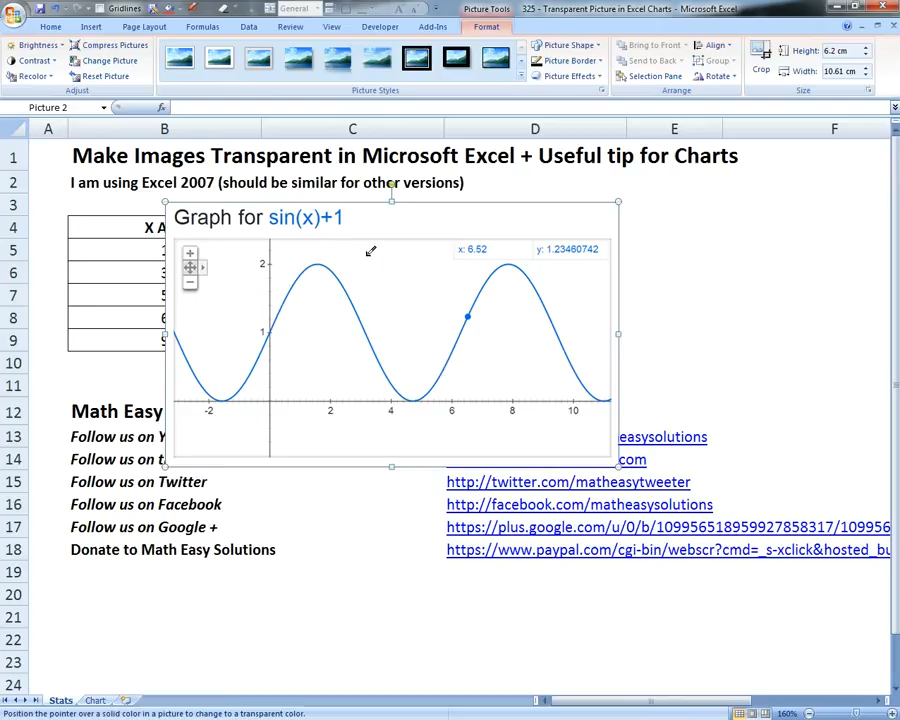 Gridlines
General
Picture Tools
325 - Transparent Picture in Excel Charts - Microsoft Excel
Home Insert Page Layout Formulas Data Review View Developer Add-Ins Format
Brightness Compress Pictures Picture Shape Bring to Front Align Height: 6.2 cm
Contrast Change Picture Picture Border Send to Back Group Width: 10.61 cm
Recolor Reset Picture Picture Effects Selection Pane Rotate Crop
Adjust Picture Styles Arrange Size
Picture 2 fx
A B C D E F
1 Make Images Transparent in Microsoft Excel + Useful tip for Charts
2 I am using Excel 2007 (should be similar for other versions)
3 Graph for sin(x)+1
4 X A
5 x: 6.52 y: 1.23460742
6 2
7
8
9 1
10
11 -2 2 4 6 8 10
12 Math Easy
13 Follow us on Y easysolutions
14 Follow us on t .com
15 Follow us on Twitter http://twitter.com/matheasytweeter
16 Follow us on Facebook http://facebook.com/matheasysolutions
17 Follow us on Google + https://plus.google.com/u/0/b/109956518959927858317/109956
18 Donate to Math Easy Solutions https://www.paypal.com/cgi-bin/webscr?cmd=_s-xclick&hosted_bu
19
20
21
22
23
24
Stats Chart
Position the pointer over a solid color in a picture to change to a transparent color. 160%